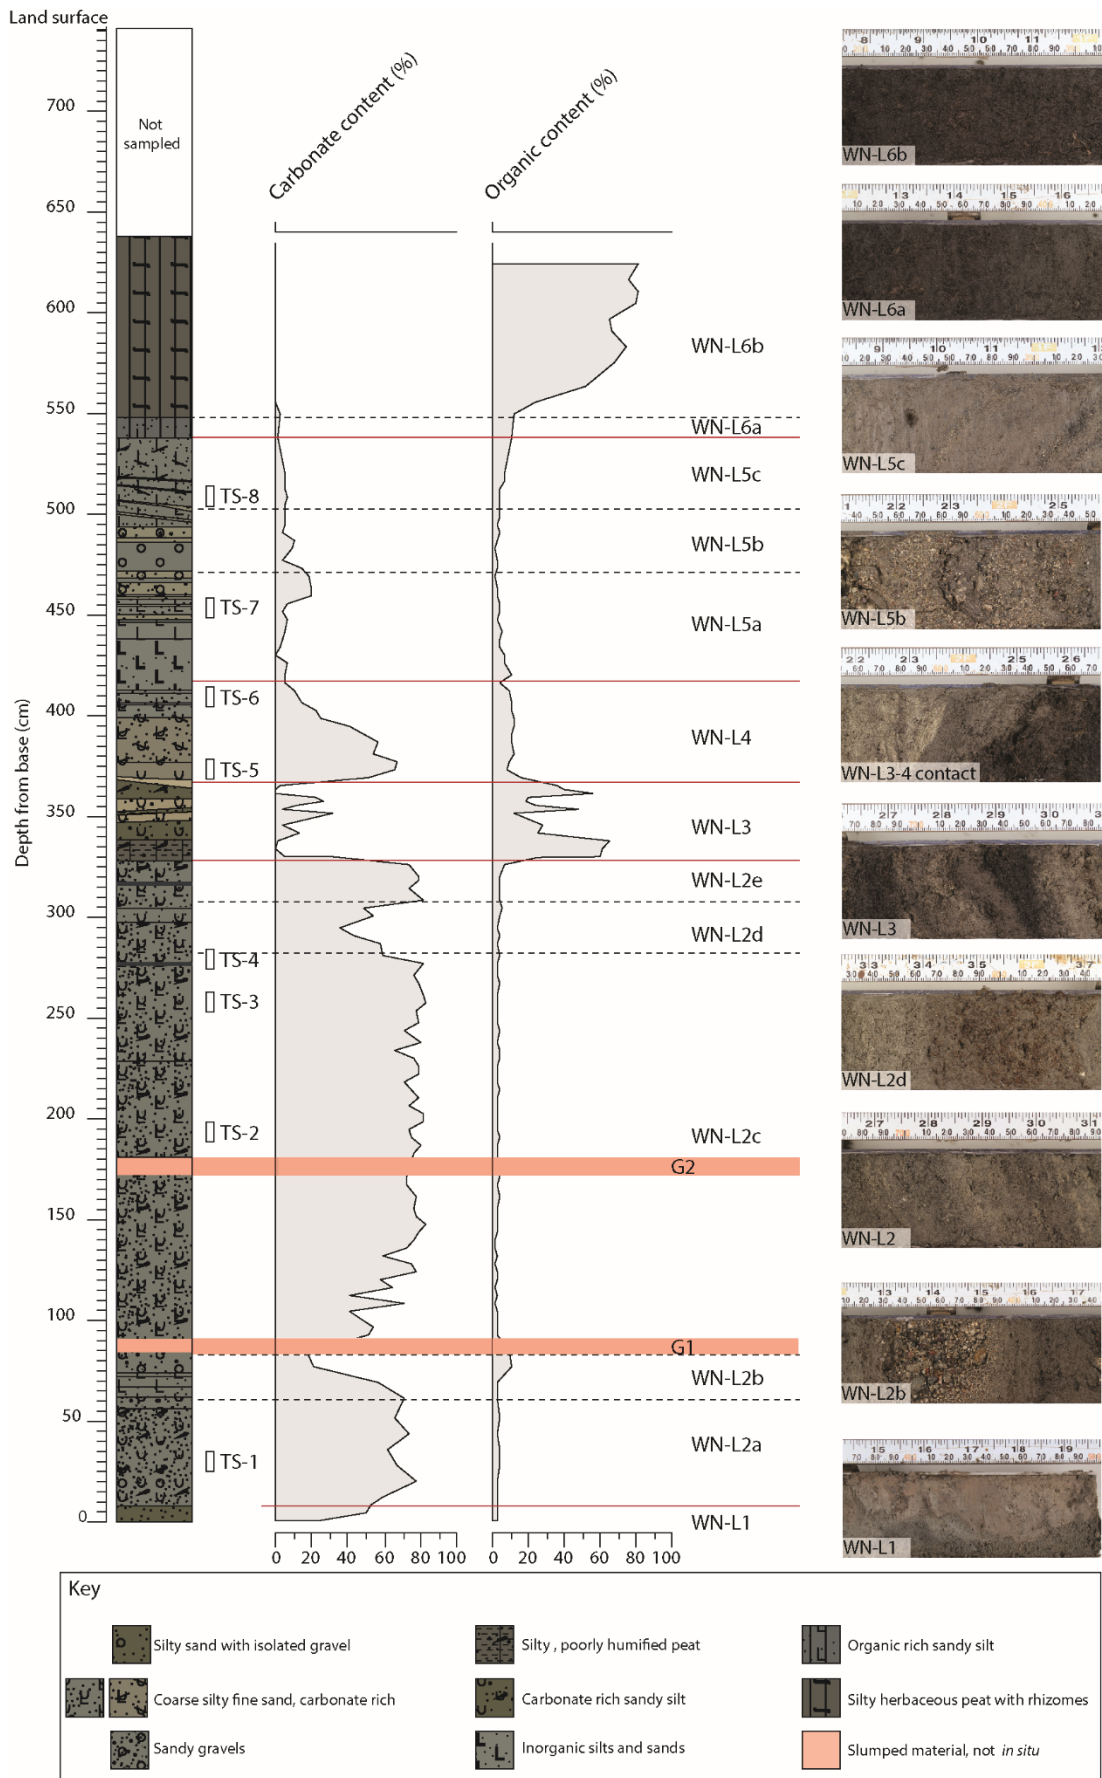 Land surface
Carbonate content (%)
Organic content (%)
Depth from base (cm)
700
650
600
550
500
450
400
350
300
250
200
150
100
50
0
Not
sampled
TS-8
TS-7
TS-6
TS-5
TS-4
TS-3
TS-2
TS-1
WN-L6b
WN-L6a
WN-L5c
WN-L5b
WN-L5a
WN-L4
WN-L3
WN-L2e
WN-L2d
WN-L2c
G2
G1
WN-L2b
WN-L2a
WN-L1
0 20 40 60 80 100
0 20 40 60 80 100
WN-L6b
WN-L6a
WN-L5c
WN-L5b
WN-L3-4 contact
WN-L3
WN-L2d
WN-L2
WN-L2b
WN-L1
Key
Silty sand with isolated gravel
Silty , poorly humified peat
Organic rich sandy silt
Coarse silty fine sand, carbonate rich
Carbonate rich sandy silt
Silty herbaceous peat with rhizomes
Sandy gravels
Inorganic silts and sands
Slumped material, not in situ